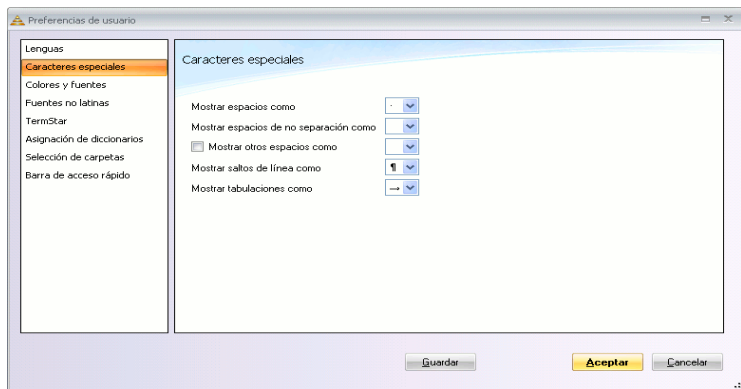 Preferencias de usuario
Lenguas
Caracteres especiales
Colores y fuentes
Fuentes no latinas
TermStar
Asignación de diccionarios
Selección de carpetas
Barra de acceso rápido
Caracteres especiales
Mostrar espacios como ·
Mostrar espacios de no separación como
Mostrar otros espacios como
Mostrar saltos de línea como ¶
Mostrar tabulaciones como →
Guardar Aceptar Cancelar